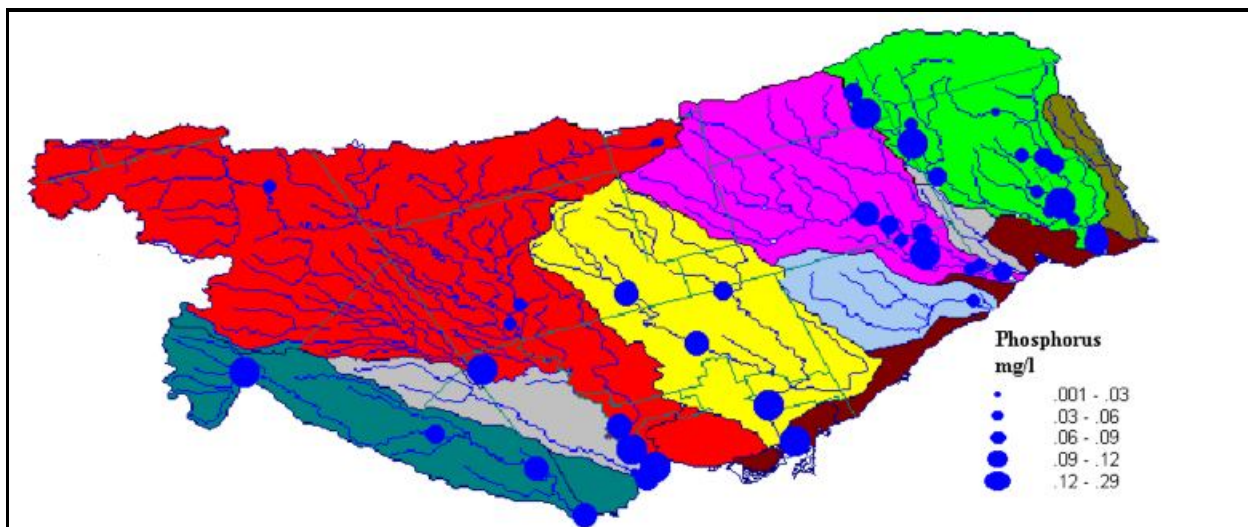 Phosphorus
mg/l
.001 - .03
.03 - .06
.06 - .09
.09 - .12
.12 - .29